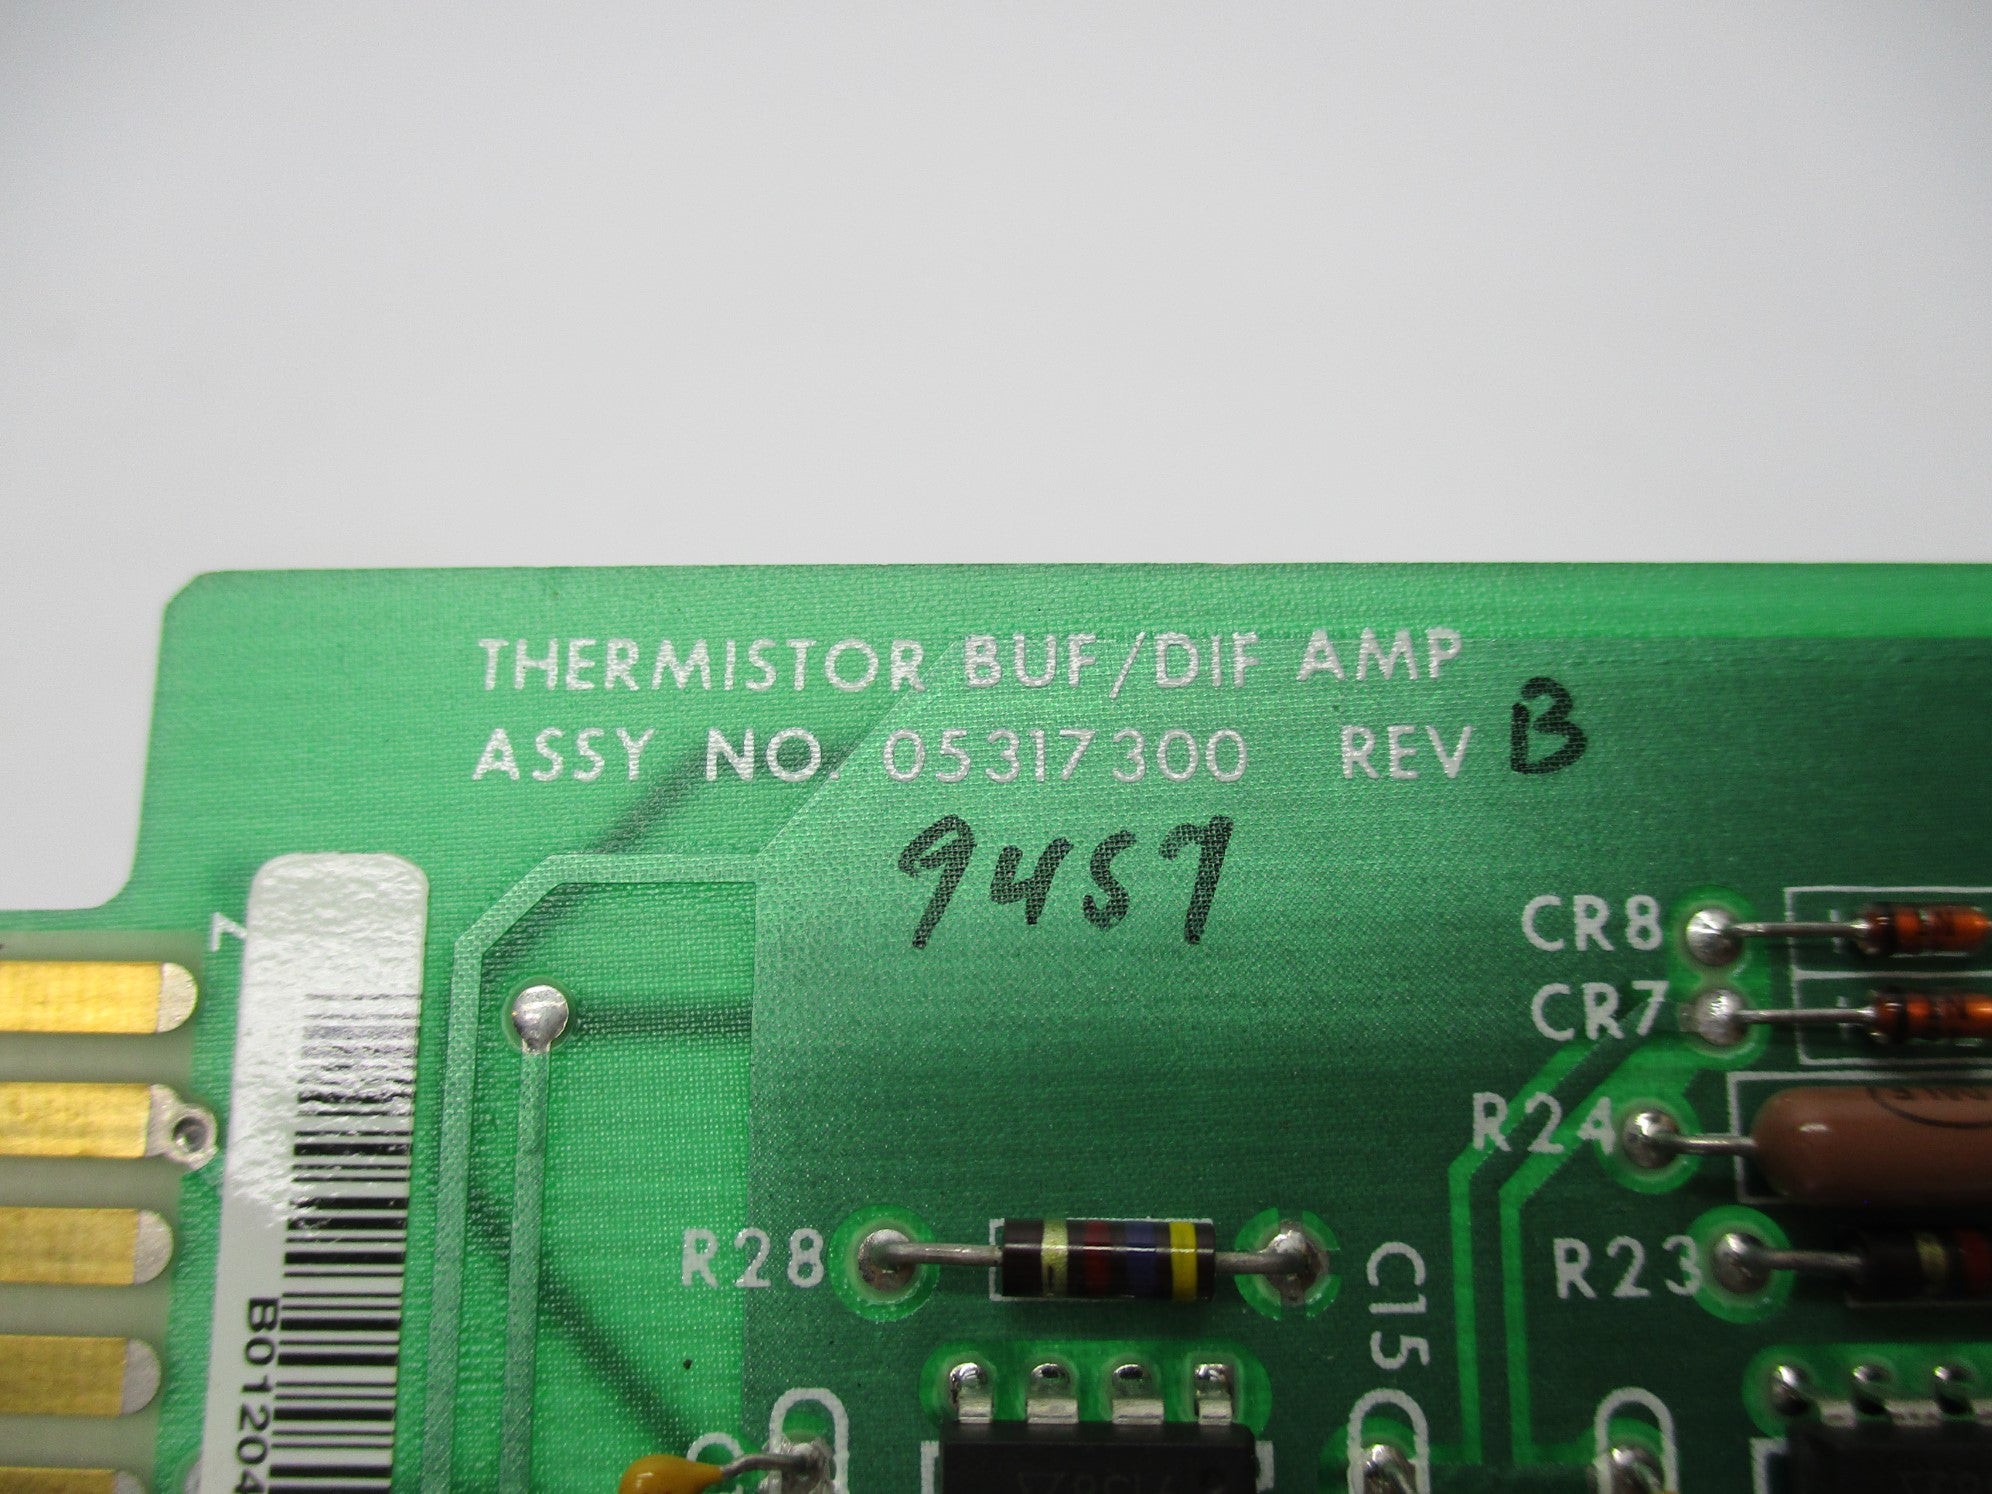 THERMISTOR BUF/DIF AMP
ASSY NO. 05317300 REV B
9457
CR8
CR7
R24
R28
R23
C15
B01204